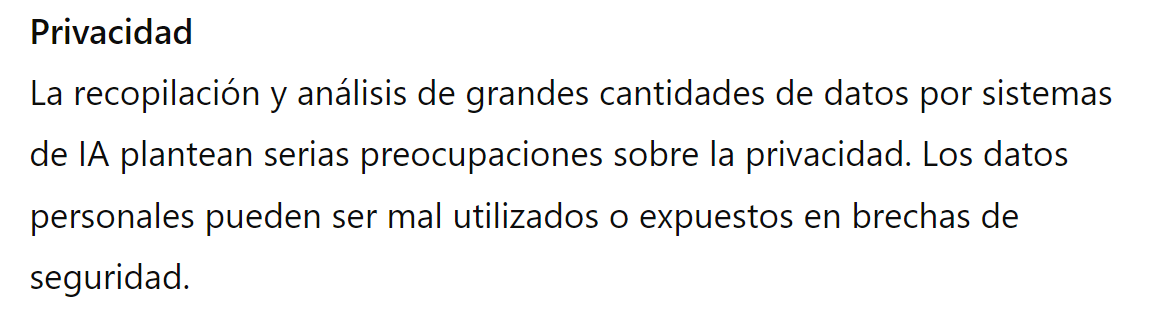 Privacidad
La recopilación y análisis de grandes cantidades de datos por sistemas
de IA plantean serias preocupaciones sobre la privacidad. Los datos
personales pueden ser mal utilizados o expuestos en brechas de
seguridad.